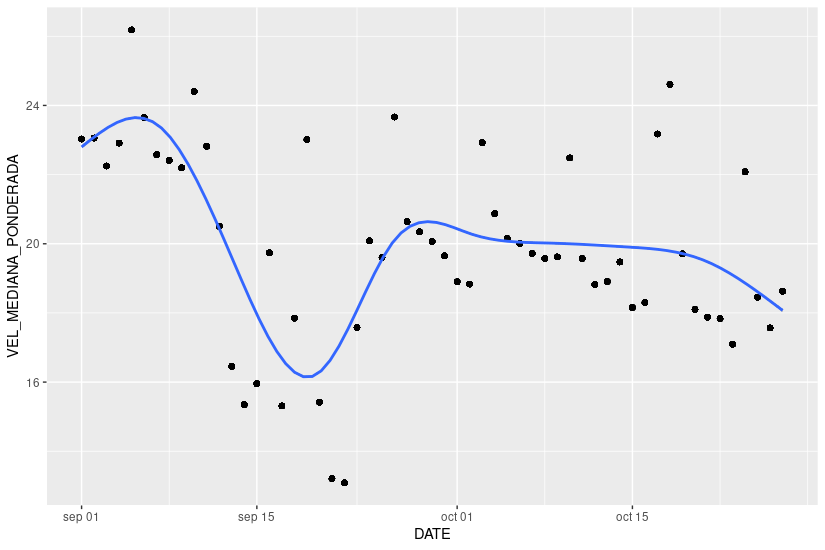 24
20
16
VEL_MEDIANA_PONDERADA
sep 01
sep 15
oct 01
oct 15
DATE